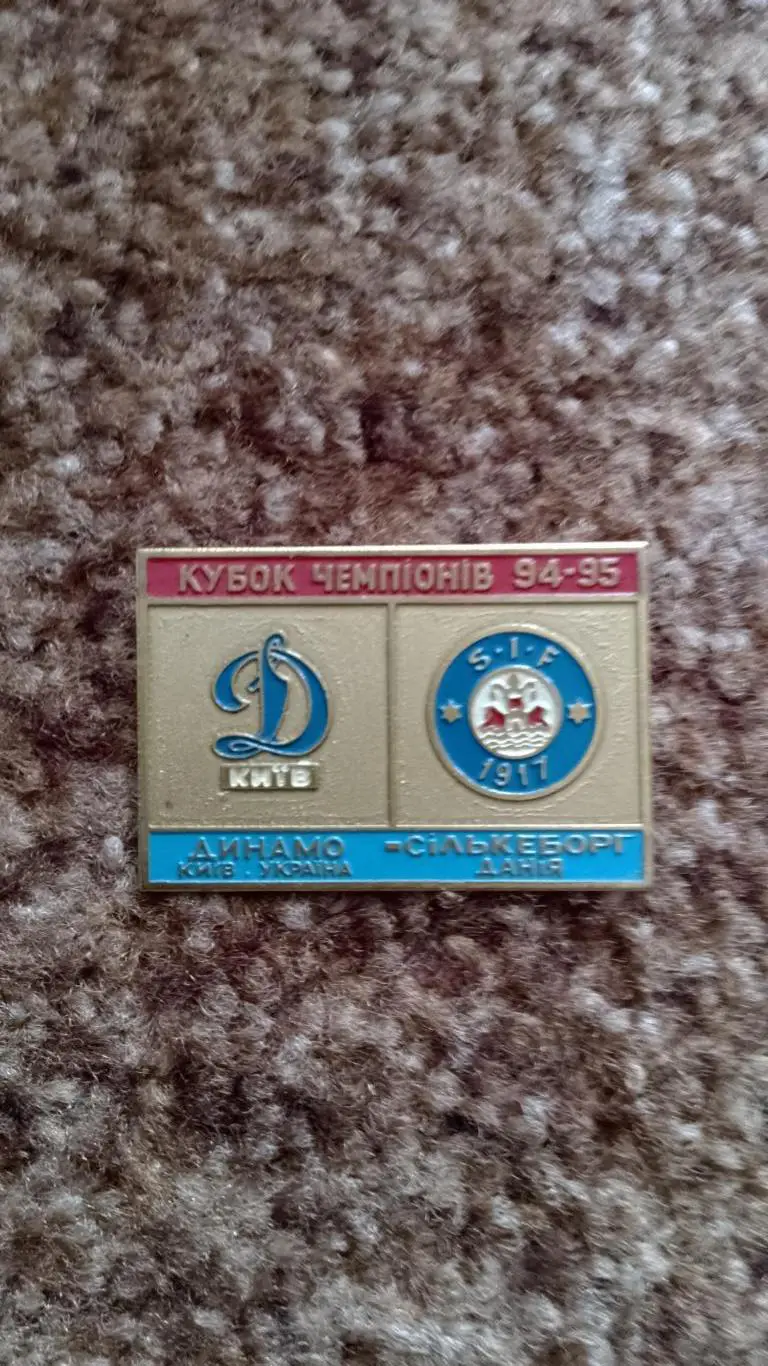 КУБОК ЧЕМПІОНІВ 94-95
Д
КИЇВ
S·I·F
1917
ДИНАМО
КИЇВ · УКРАЇНА
-СІЛЬКЕБОРГ
ДАНІЯ